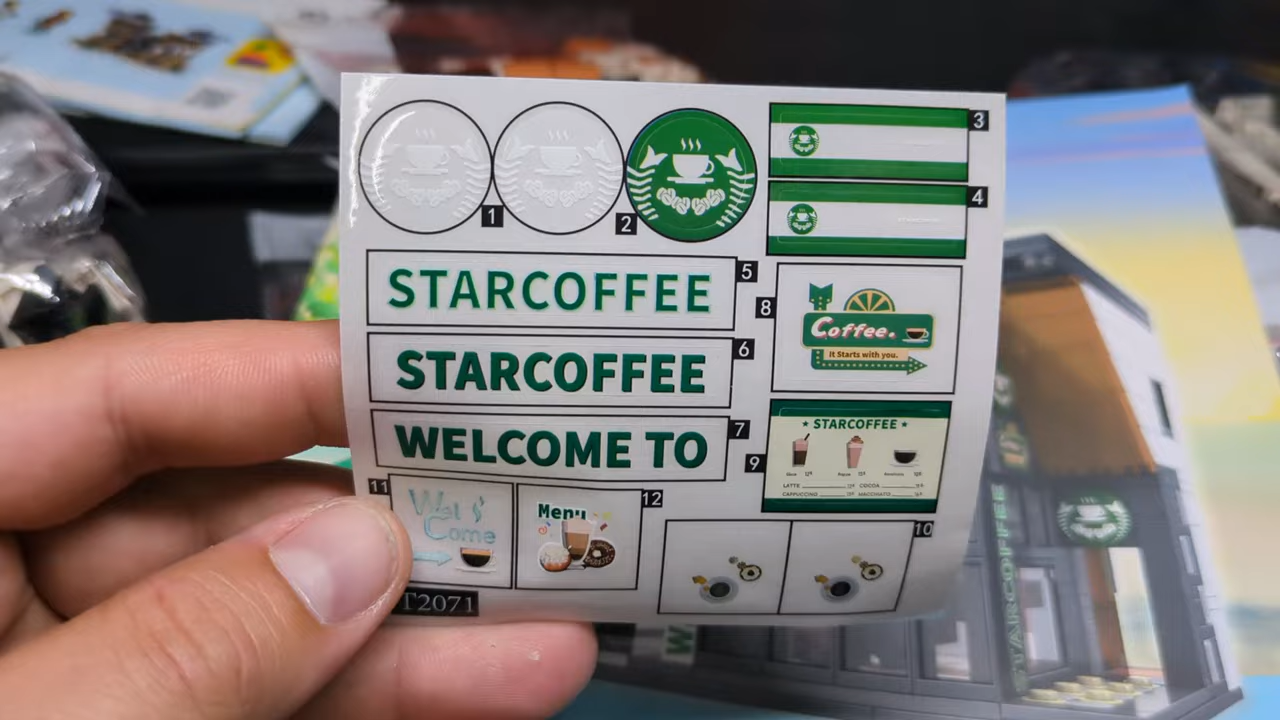 1
2
3
4
STARCOFFEE
5
STARCOFFEE
6
WELCOME TO
7
8
Coffee.
It Starts with you.
9
★ STARCOFFEE ★
LATTE
COCOA
CAPPUCCINO
MACCHIATO
10
11
Wel
Come
12
Menu
T2071
STARCOFFEE